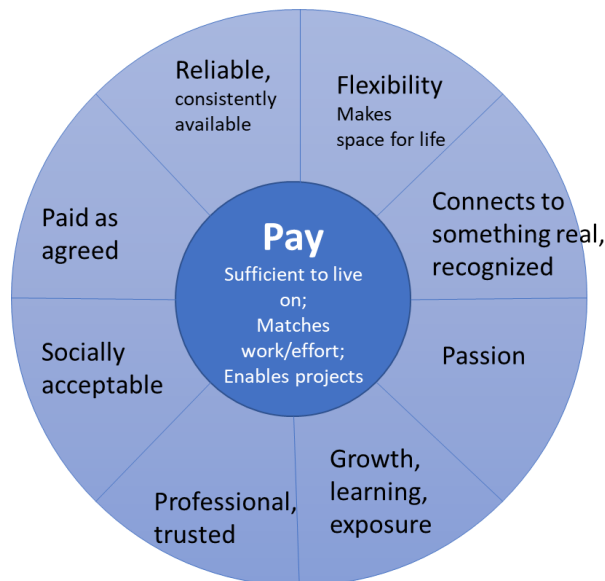 Reliable,
consistently
available
Flexibility
Makes
space for life
Connects to
something real,
recognized
Passion
Growth,
learning,
exposure
Professional,
trusted
Socially
acceptable
Paid as
agreed
Pay
Sufficient to live
on;
Matches
work/effort;
Enables projects